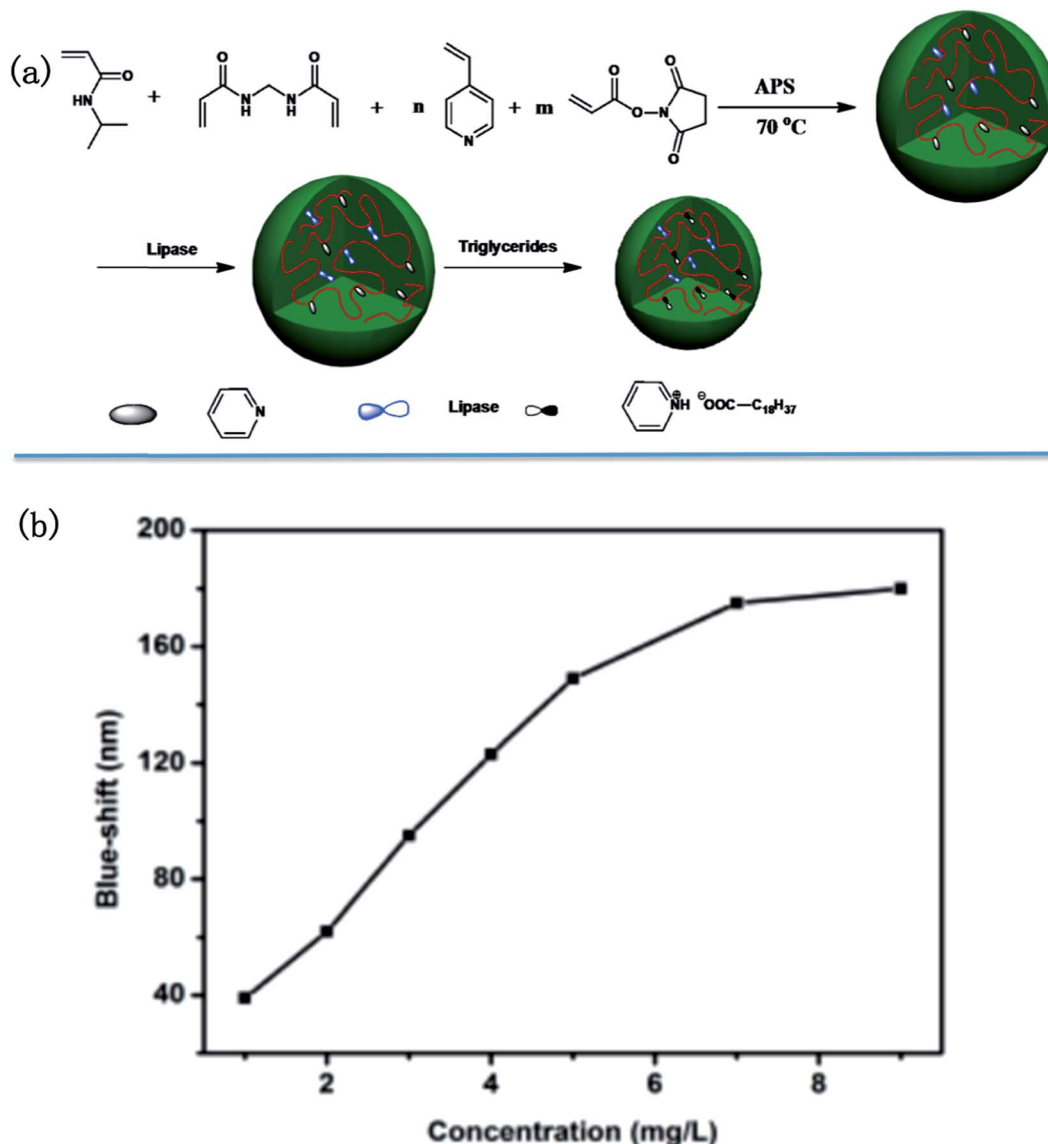 (a)
O
NH
+
O
N
H
N
H
O
+
n
N
+ m
O
O
N
O
O
APS
70 °C
Lipase
Triglycerides
N
Lipase
⊕
NH
⊖
OOC—C18H37
(b)
200
160
120
80
40
Blue-shift (nm)
2 4 6 8
Concentration (mg/L)